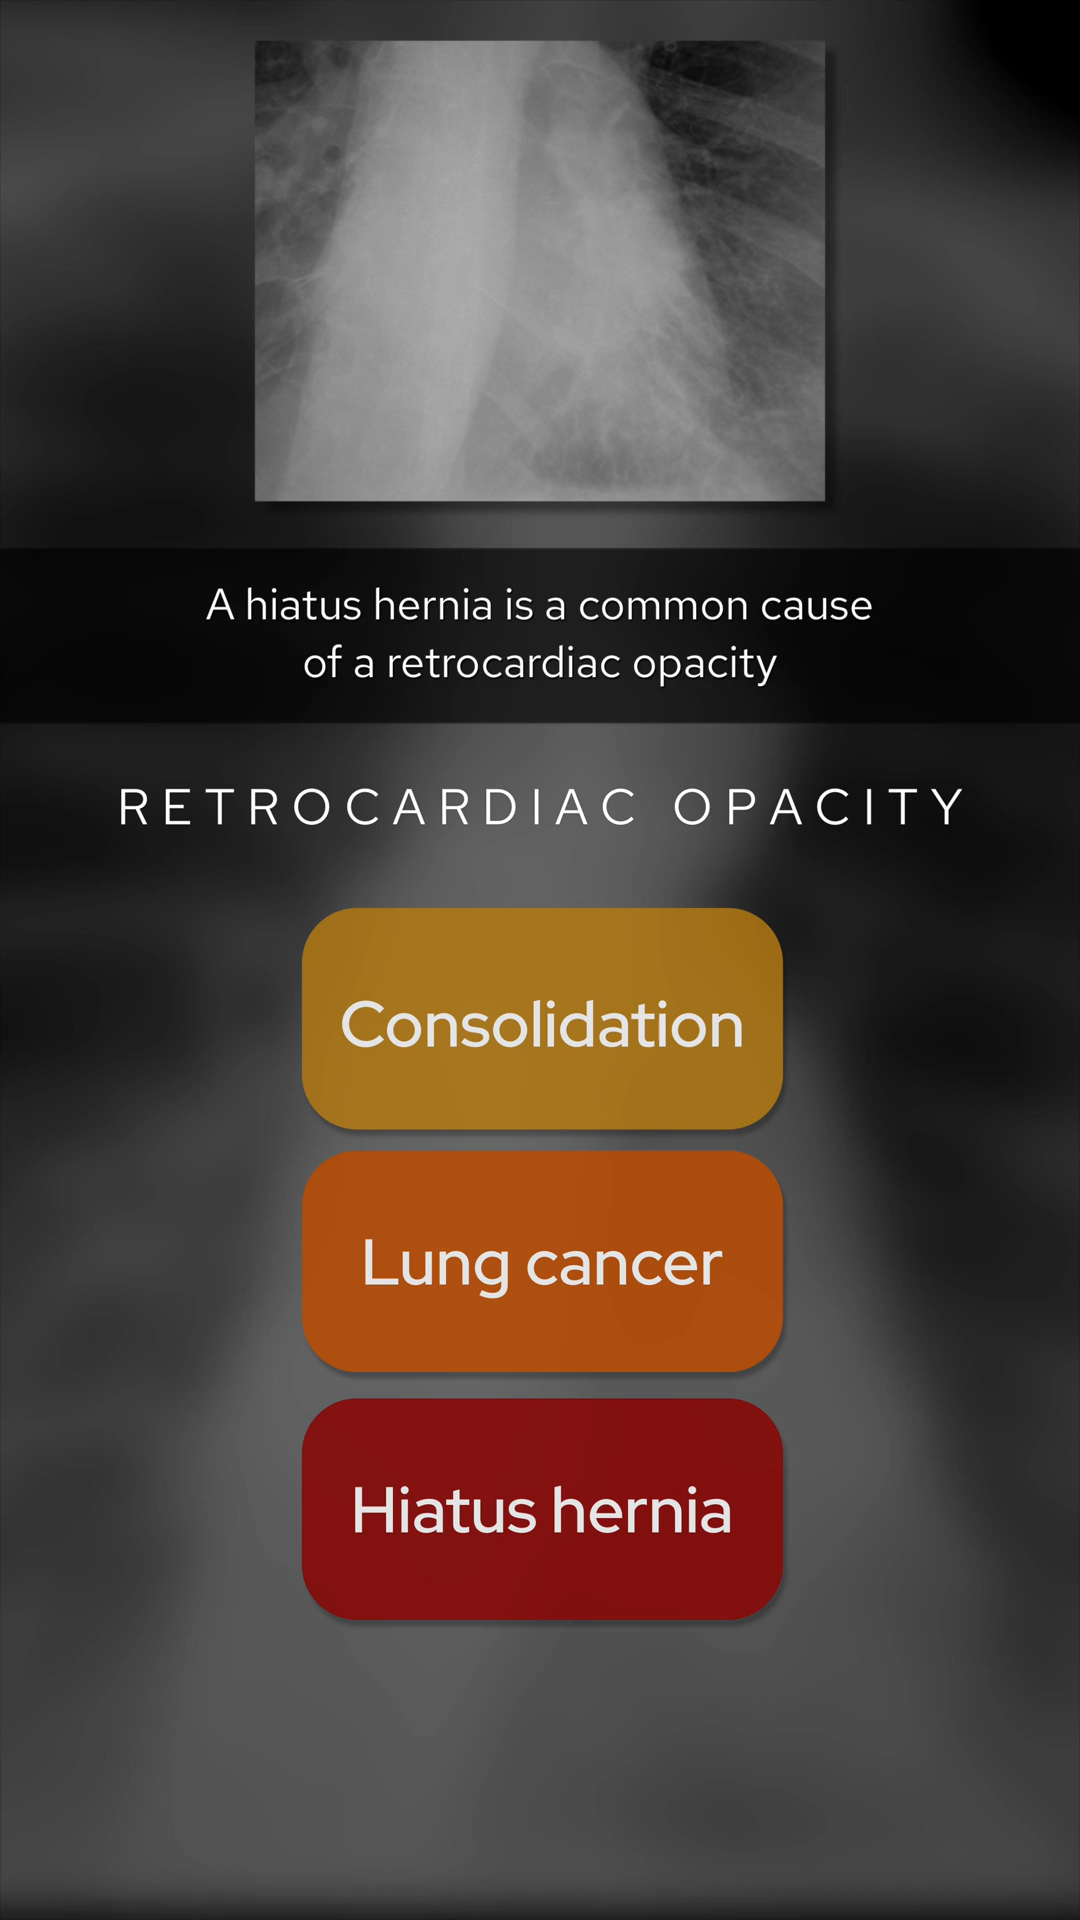 A hiatus hernia is a common cause
of a retrocardiac opacity
RETROCARDIAC OPACITY
Consolidation
Lung cancer
Hiatus hernia